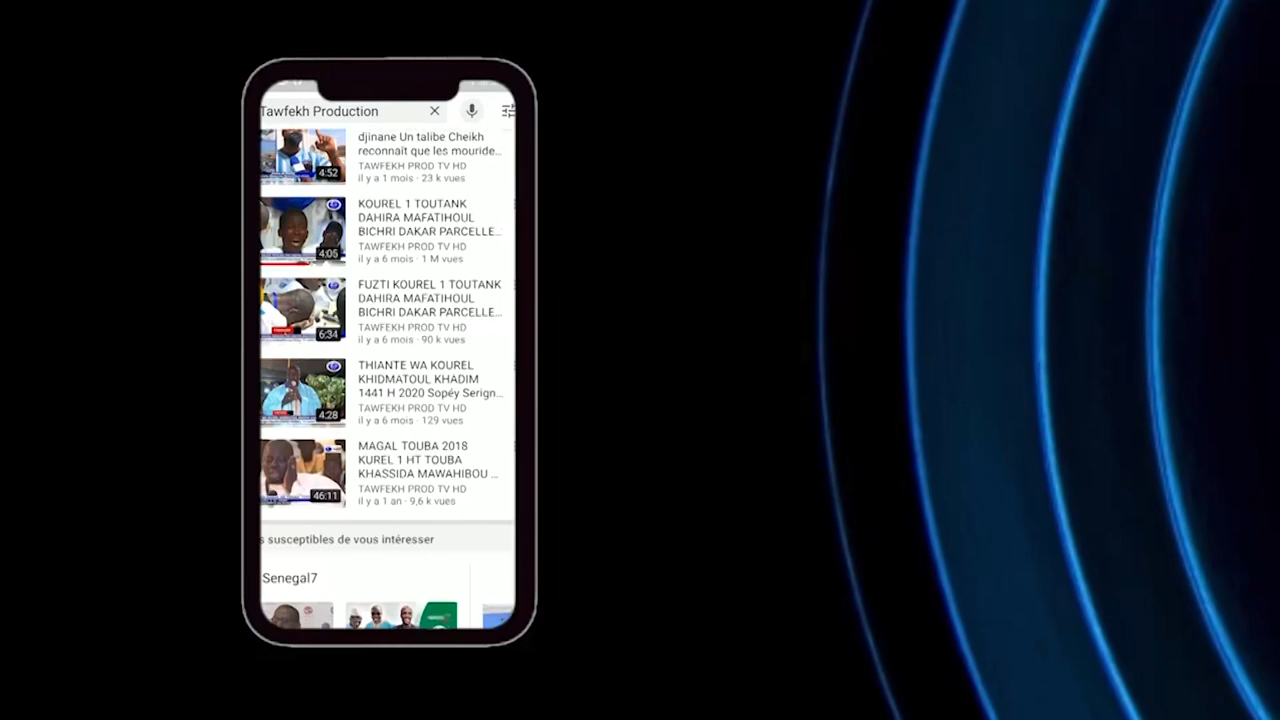 Tawfekh Production
djinane Un talibe Cheikh
reconnaît que les mouride...
TAWFEKH PROD TV HD
il y a 1 mois · 23 k vues
4:52
KOUREL 1 TOUTANK
DAHIRA MAFATIHOUL
BICHRI DAKAR PARCELLE...
TAWFEKH PROD TV HD
il y a 6 mois · 1 M vues
4:05
FUZTI KOUREL 1 TOUTANK
DAHIRA MAFATIHOUL
BICHRI DAKAR PARCELLE...
TAWFEKH PROD TV HD
il y a 6 mois · 90 k vues
6:34
THIANTE WA KOUREL
KHIDMATOUL KHADIM
1441 H 2020 Sopéy Serign...
TAWFEKH PROD TV HD
il y a 6 mois · 129 vues
4:28
MAGAL TOUBA 2018
KUREL 1 HT TOUBA
KHASSIDA MAWAHIBOU ...
TAWFEKH PROD TV HD
il y a 1 an · 9,6 k vues
46:11
s susceptibles de vous intéresser
Senegal7